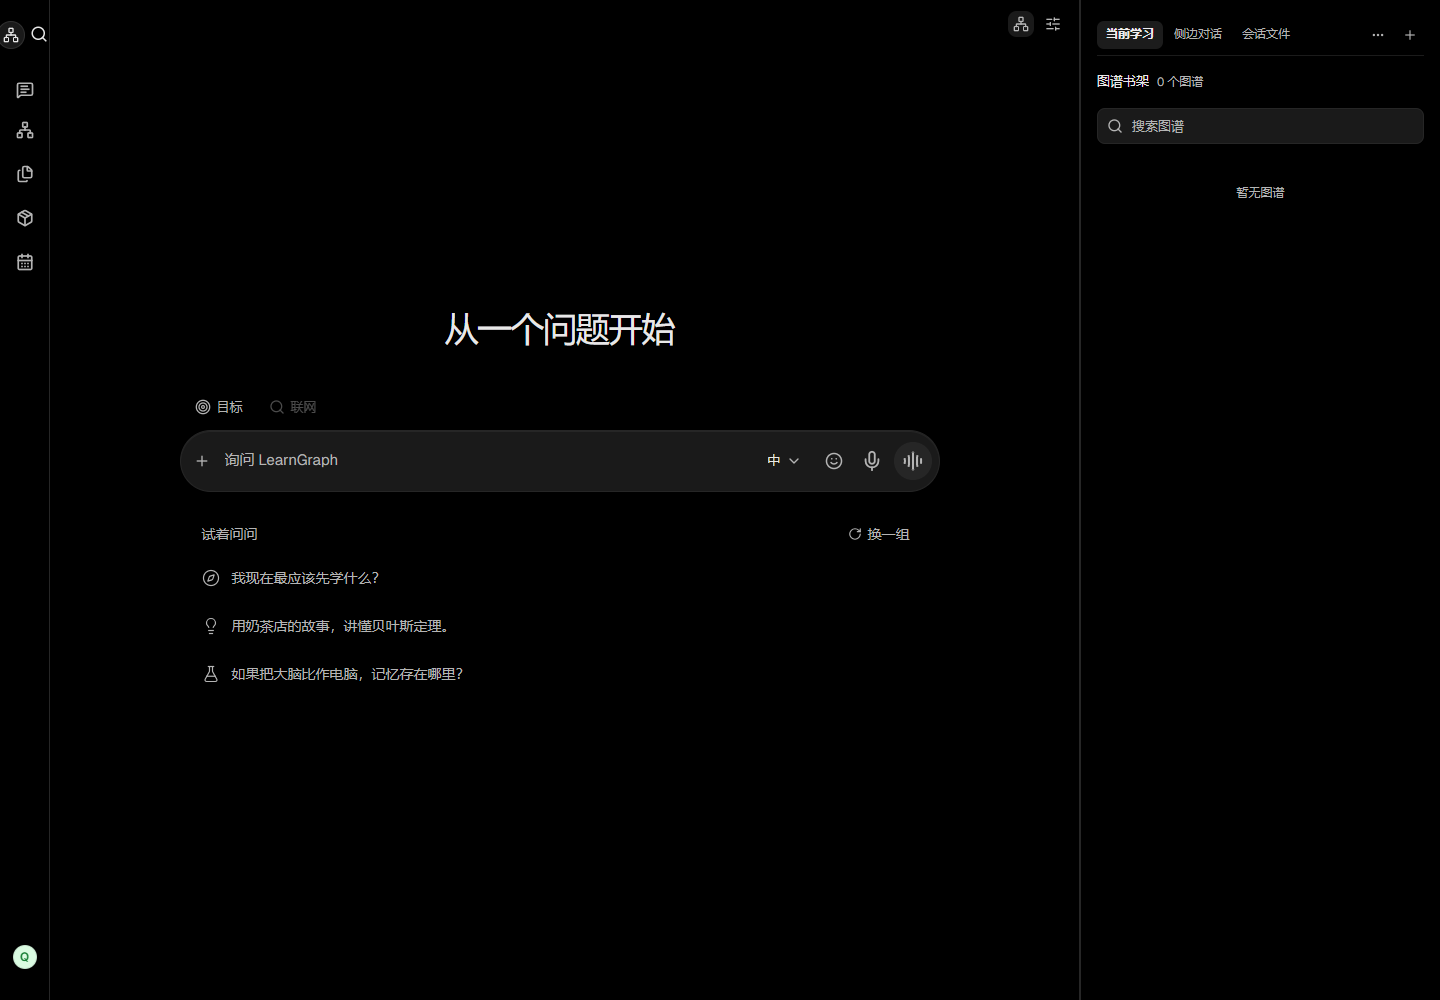 当前学习 侧边对话 会话文件
图谱书架 0 个图谱
搜索图谱
暂无图谱
从一个问题开始
目标 联网
询问 LearnGraph 中
试着问问 换一组
我现在最应该先学什么？
用奶茶店的故事，讲懂贝叶斯定理。
如果把大脑比作电脑，记忆存在哪里？
Q